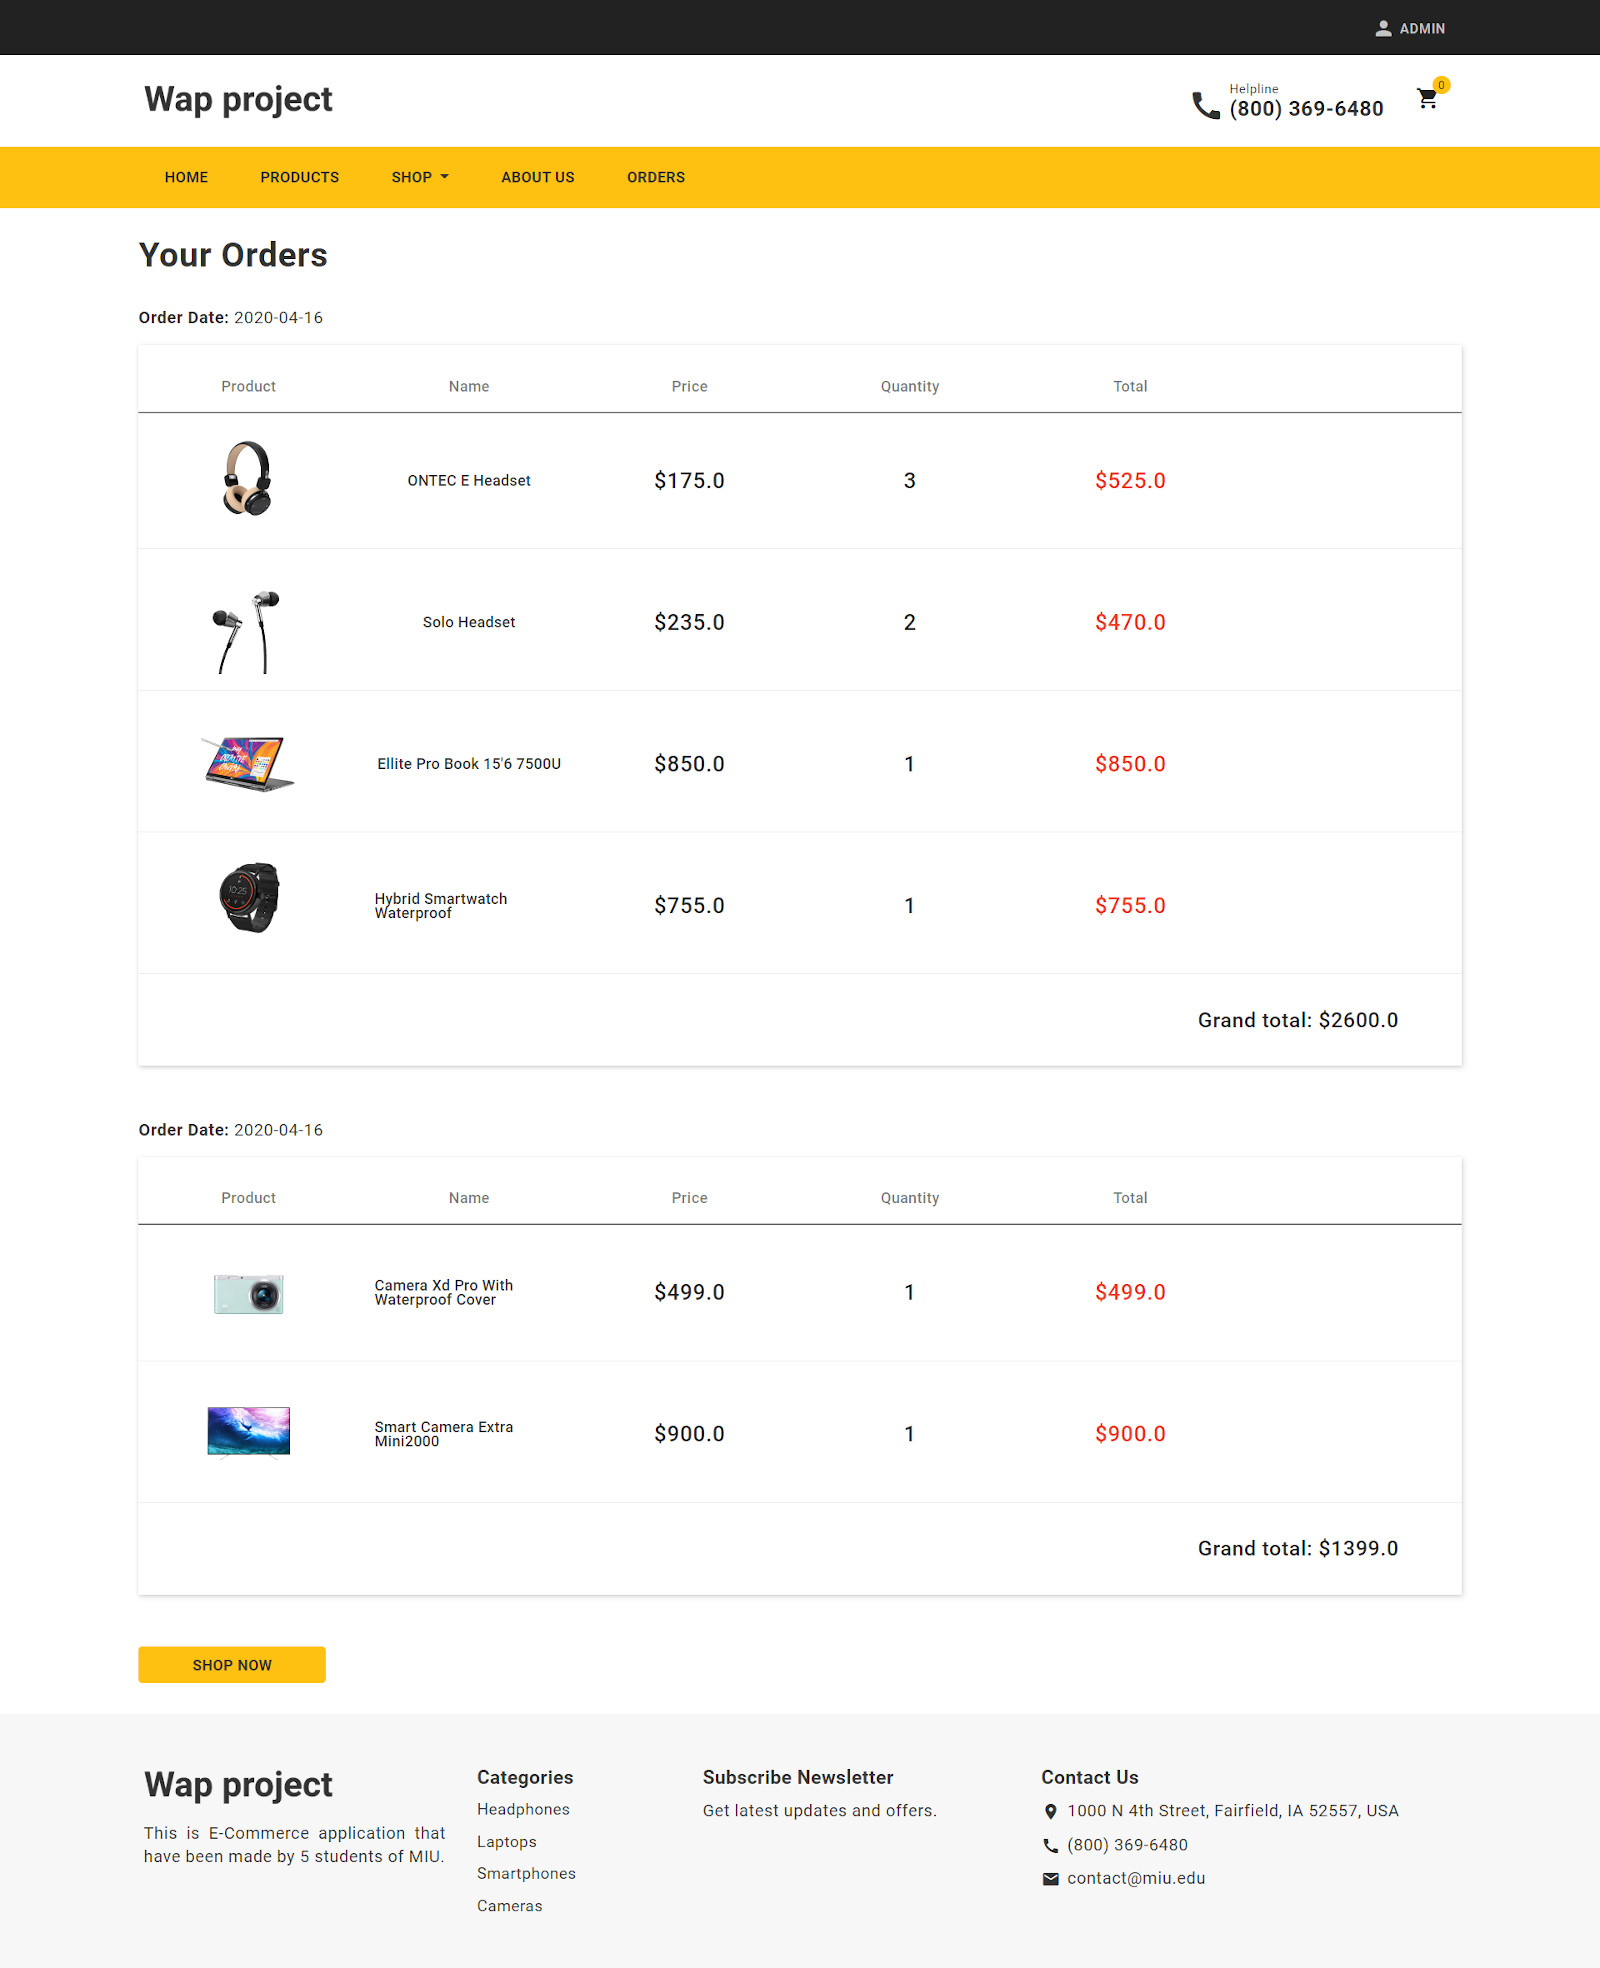 ADMIN
Wap project
Helpline
(800) 369-6480
0
HOME PRODUCTS SHOP ABOUT US ORDERS
Your Orders
Order Date: 2020-04-16
Product Name Price Quantity Total
ONTEC E Headset $175.0 3 $525.0
Solo Headset $235.0 2 $470.0
Ellite Pro Book 15'6 7500U $850.0 1 $850.0
10:25
Hybrid Smartwatch
Waterproof
$755.0 1 $755.0
Grand total: $2600.0
Order Date: 2020-04-16
Product Name Price Quantity Total
Camera Xd Pro With
Waterproof Cover
$499.0 1 $499.0
Smart Camera Extra
Mini2000
$900.0 1 $900.0
Grand total: $1399.0
SHOP NOW
Wap project
This is E-Commerce application that
have been made by 5 students of MIU.
Categories
Headphones
Laptops
Smartphones
Cameras
Subscribe Newsletter
Get latest updates and offers.
Contact Us
1000 N 4th Street, Fairfield, IA 52557, USA
(800) 369-6480
contact@miu.edu